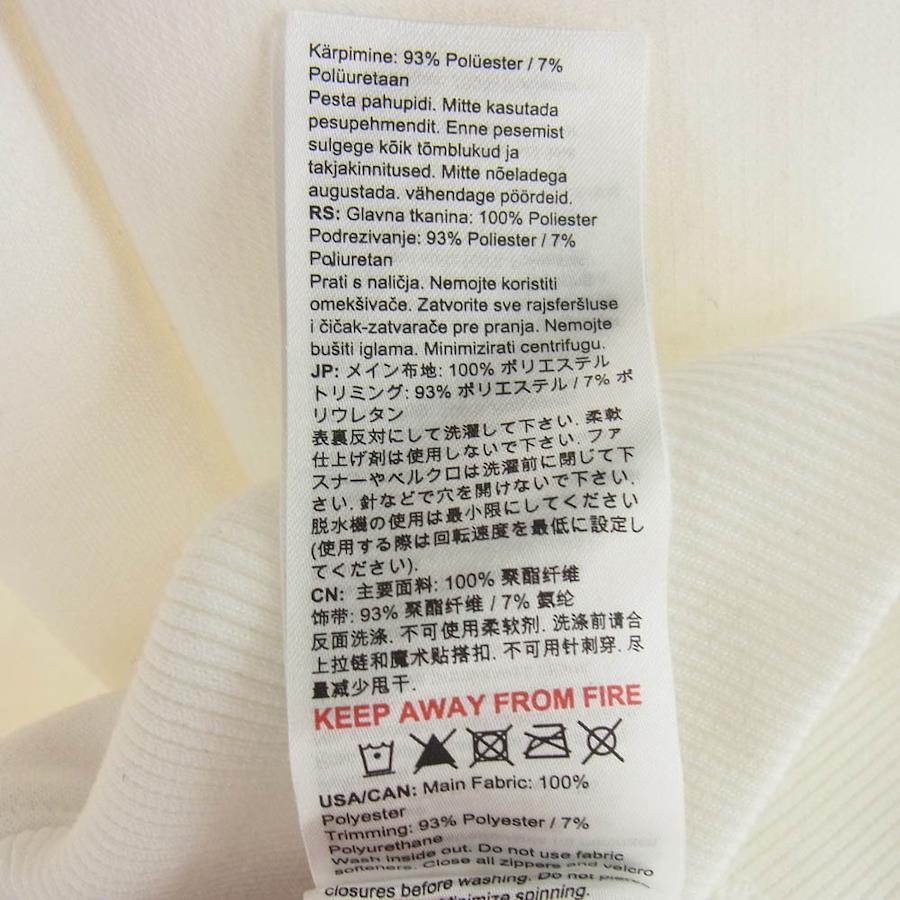 Kärpimine: 93% Polüester / 7%
Polüuretaan
Pesta pahupidi. Mitte kasutada
pesupehmendit. Enne pesemist
sulgege kõik tõmblukud ja
takjakinnitused. Mitte nõeladega
augustada. vähendage pöördeid.
RS: Glavna tkanina: 100% Poliester
Podrezivanje: 93% Poliester / 7%
Poliuretan
Prati s naličja. Nemojte koristiti
omekšivače. Zatvorite sve rajsferšluse
i čičak-zatvarače pre pranja. Nemojte
bušiti iglama. Minimizirati centrifugu.
JP: メイン布地: 100% ポリエステル
トリミング: 93% ポリエステル / 7% ポ
リウレタン
表裏反対にして洗濯して下さい. 柔軟
仕上げ剤は使用しないで下さい. ファ
スナーやベルクロは洗濯前に閉じて下
さい. 針などで穴を開けないで下さい.
脱水機の使用は最小限にしてください
(使用する際は回転速度を最低に設定し
てください).
CN: 主要面料: 100% 聚酯纤维
饰带: 93% 聚酯纤维 / 7% 氨纶
反面洗涤. 不可使用柔软剂. 洗涤前请合
上拉链和魔术贴搭扣. 不可用针刺穿. 尽
量减少甩干.
KEEP AWAY FROM FIRE
USA/CAN: Main Fabric: 100%
Polyester
Trimming: 93% Polyester / 7%
Polyurethane
Wash inside out. Do not use fabric
softeners. Close all zippers and velcro
closures before washing. Do not pierce
Minimize spinning.